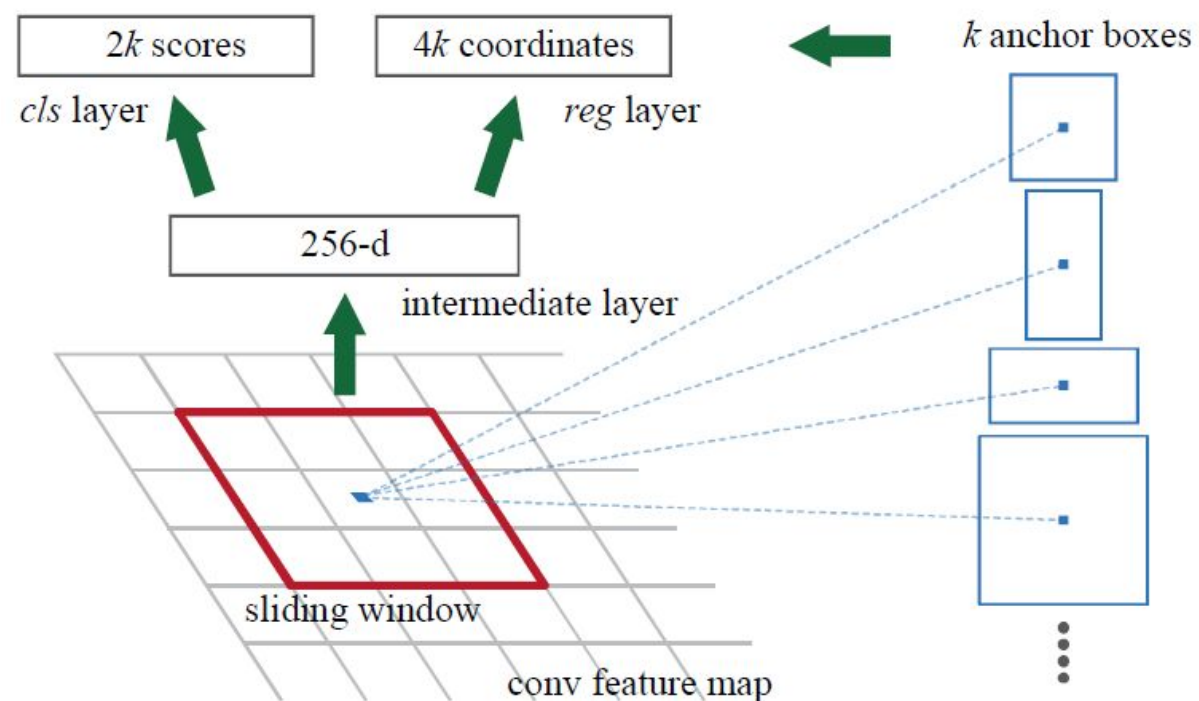 2k scores
4k coordinates
k anchor boxes
cls layer
reg layer
256-d
intermediate layer
sliding window
conv feature map